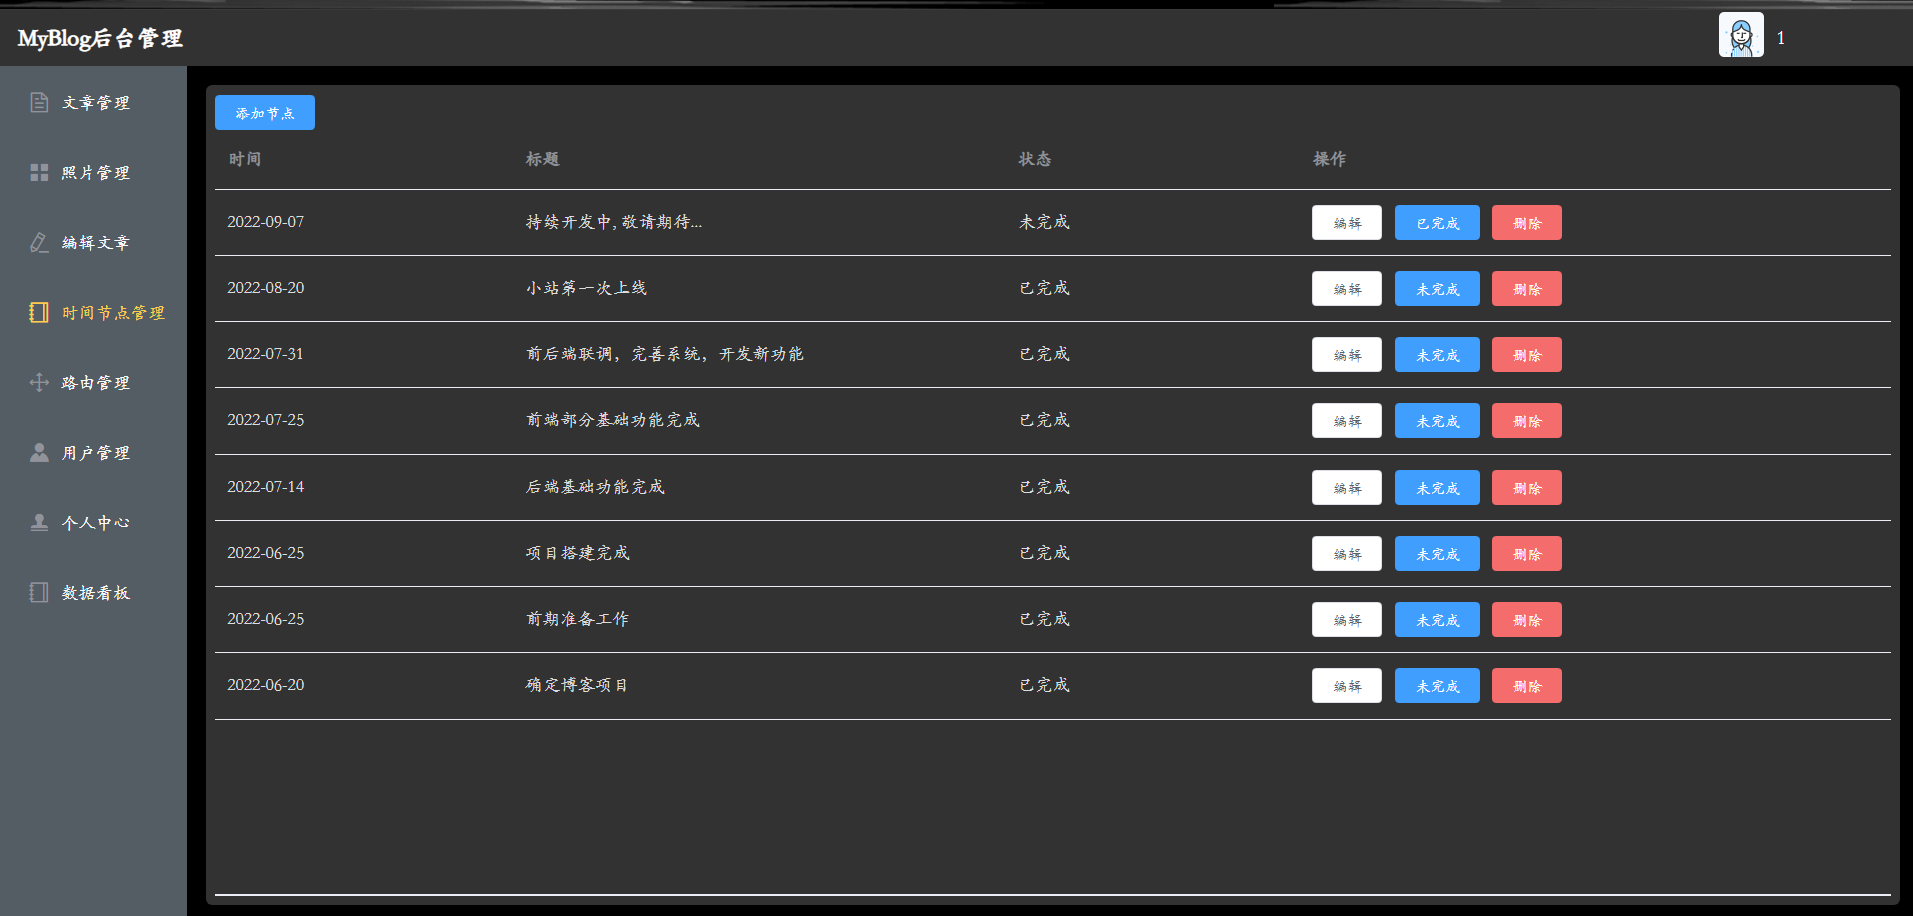 MyBlog后台管理
1
文章管理
照片管理
编辑文章
时间节点管理
路由管理
用户管理
个人中心
数据看板
添加节点
时间 标题 状态 操作
2022-09-07 持续开发中, 敬请期待... 未完成 编辑 已完成 删除
2022-08-20 小站第一次上线 已完成 编辑 未完成 删除
2022-07-31 前后端联调，完善系统，开发新功能 已完成 编辑 未完成 删除
2022-07-25 前端部分基础功能完成 已完成 编辑 未完成 删除
2022-07-14 后端基础功能完成 已完成 编辑 未完成 删除
2022-06-25 项目搭建完成 已完成 编辑 未完成 删除
2022-06-25 前期准备工作 已完成 编辑 未完成 删除
2022-06-20 确定博客项目 已完成 编辑 未完成 删除